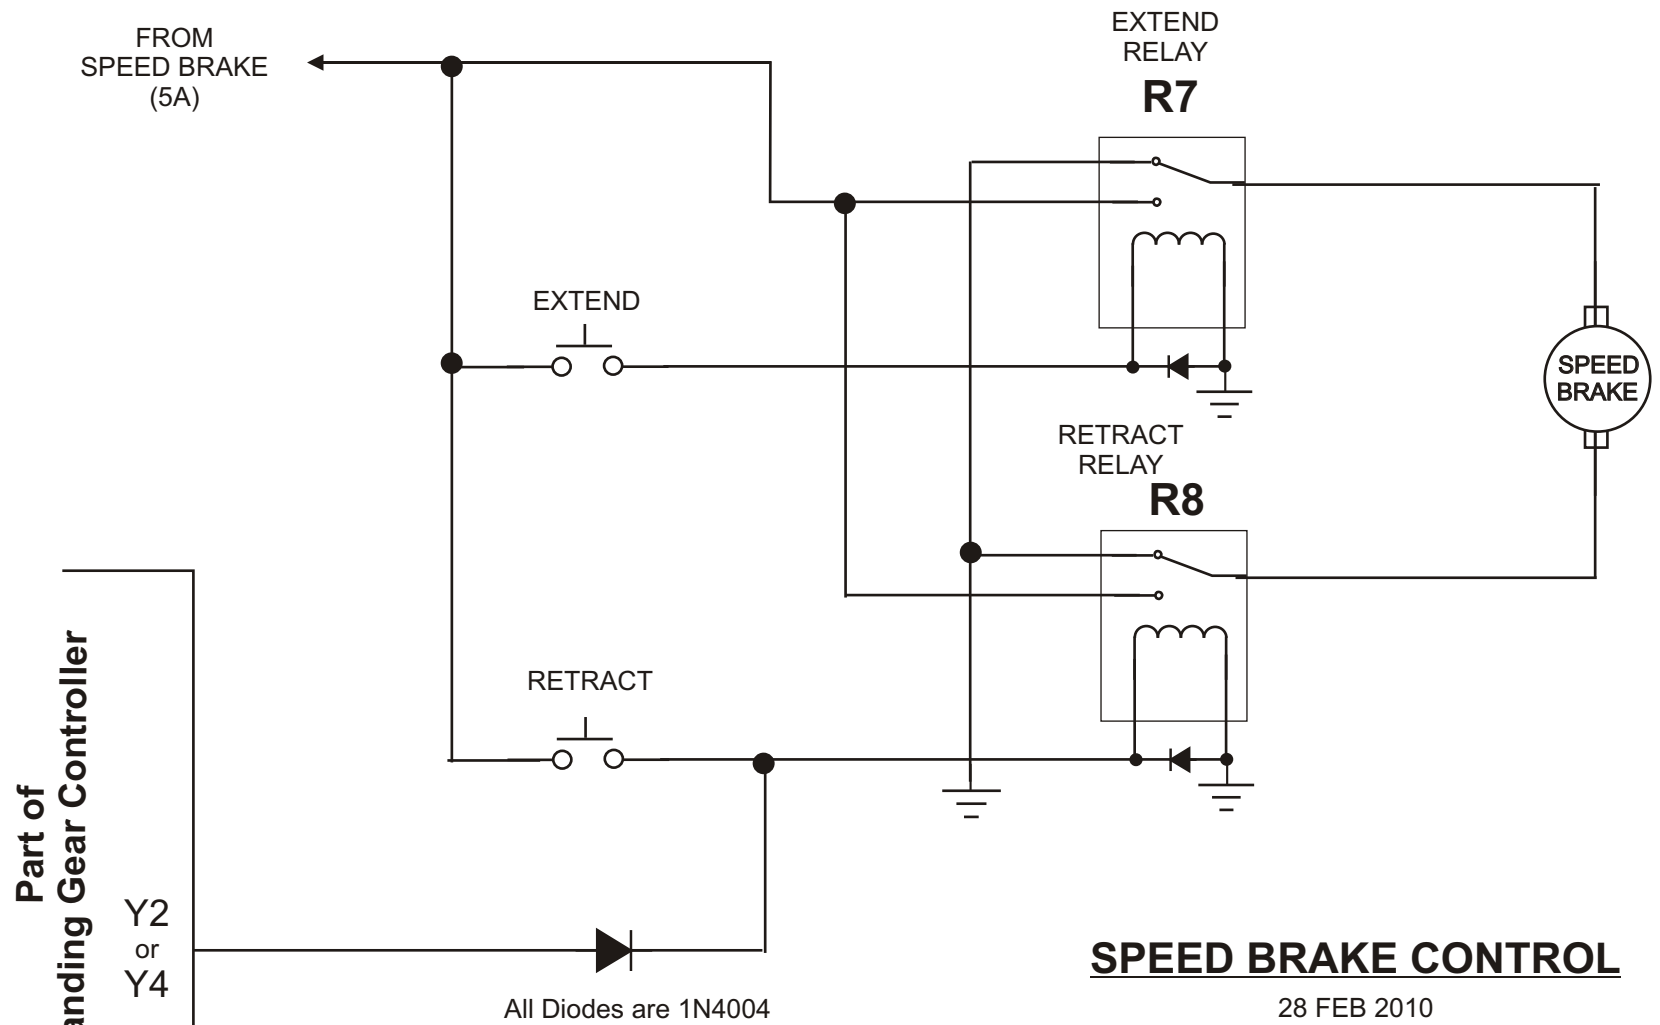 FROM
SPEED BRAKE
(5A)
EXTEND
RELAY
R7
EXTEND
SPEED
BRAKE
RETRACT
RELAY
R8
RETRACT
Part of
anding Gear Controller
Y2
or
Y4
All Diodes are 1N4004
SPEED BRAKE CONTROL
28 FEB 2010